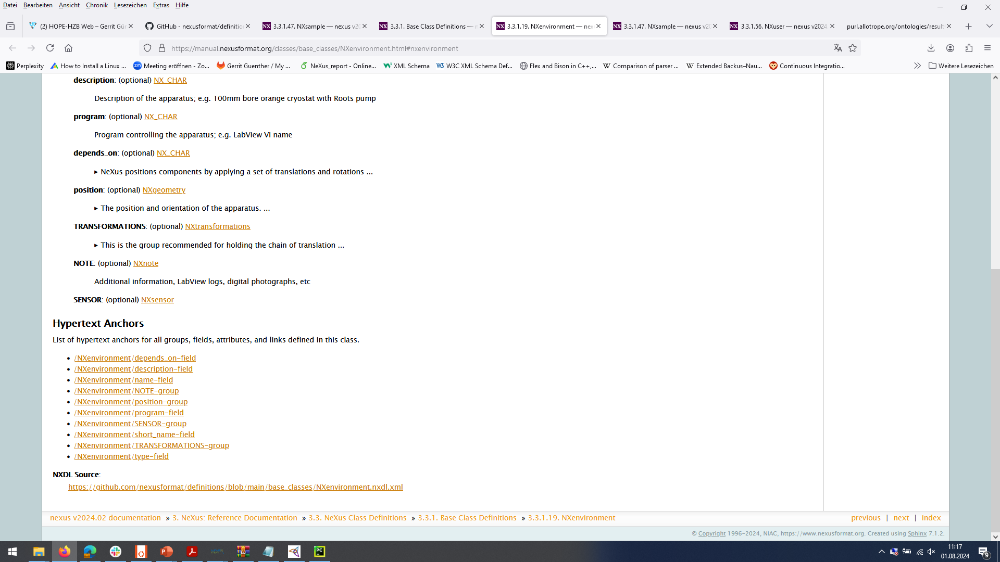 Datei Bearbeiten Ansicht Chronik Lesezeichen Extras Hilfe
(2) HOPE-HZB Web – Gerrit Gür
GitHub - nexusformat/definitio
3.3.1.47. NXsample — nexus v20
3.3.1. Base Class Definitions — n
3.3.1.19. NXenvironment — nex
3.3.1.47. NXsample — nexus v20
3.3.1.56. NXuser — nexus v2024.
purl.allotrope.org/ontologies/result
https://manual.nexusformat.org/classes/base_classes/NXenvironment.html#nxenvironment
Perplexity
How to Install a Linux ...
Meeting eröffnen - Zo...
Gerrit Guenther / My ...
NeXus_report - Online...
XML Schema
W3C XML Schema Def...
Flex and Bison in C++,...
Comparison of parser ...
Extended Backus–Nau...
Continuous Integratio...
Weitere Lesezeichen
description: (optional) NX_CHAR
Description of the apparatus; e.g. 100mm bore orange cryostat with Roots pump
program: (optional) NX_CHAR
Program controlling the apparatus; e.g. LabView VI name
depends_on: (optional) NX_CHAR
▸ NeXus positions components by applying a set of translations and rotations ...
position: (optional) NXgeometry
▸ The position and orientation of the apparatus. ...
TRANSFORMATIONS: (optional) NXtransformations
▸ This is the group recommended for holding the chain of translation ...
NOTE: (optional) NXnote
Additional information, LabView logs, digital photographs, etc
SENSOR: (optional) NXsensor
Hypertext Anchors
List of hypertext anchors for all groups, fields, attributes, and links defined in this class.
• /NXenvironment/depends_on-field
• /NXenvironment/description-field
• /NXenvironment/name-field
• /NXenvironment/NOTE-group
• /NXenvironment/position-group
• /NXenvironment/program-field
• /NXenvironment/SENSOR-group
• /NXenvironment/short_name-field
• /NXenvironment/TRANSFORMATIONS-group
• /NXenvironment/type-field
NXDL Source:
https://github.com/nexusformat/definitions/blob/main/base_classes/NXenvironment.nxdl.xml
nexus v2024.02 documentation » 3. NeXus: Reference Documentation » 3.3. NeXus Class Definitions » 3.3.1. Base Class Definitions » 3.3.1.19. NXenvironment
previous | next | index
© Copyright 1996-2024, NIAC, https://www.nexusformat.org. Created using Sphinx 7.1.2.
11:17
01.08.2024
9